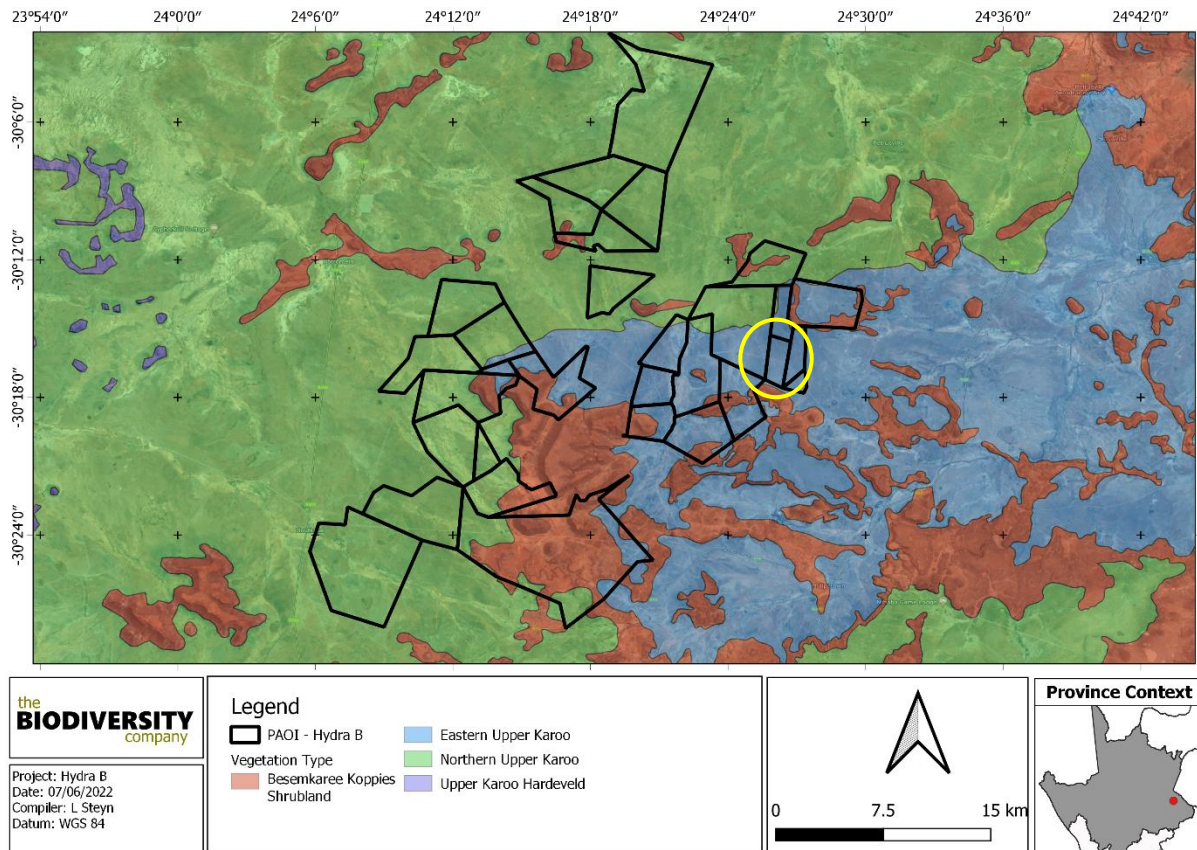 23°54'0" 24°0'0" 24°6'0" 24°12'0" 24°18'0" 24°24'0" 24°30'0" 24°36'0" 24°42'0"
-30°6'0"
-30°12'0"
-30°18'0"
-30°24'0"
the
BIODIVERSITY
company
Project: Hydra B
Date: 07/06/2022
Compiler: L Steyn
Datum: WGS 84
Legend
PAOI - Hydra B
Vegetation Type
Besemkaree Koppies
Shrubland
Eastern Upper Karoo
Northern Upper Karoo
Upper Karoo Hardeveld
0 7.5 15 km
Province Context